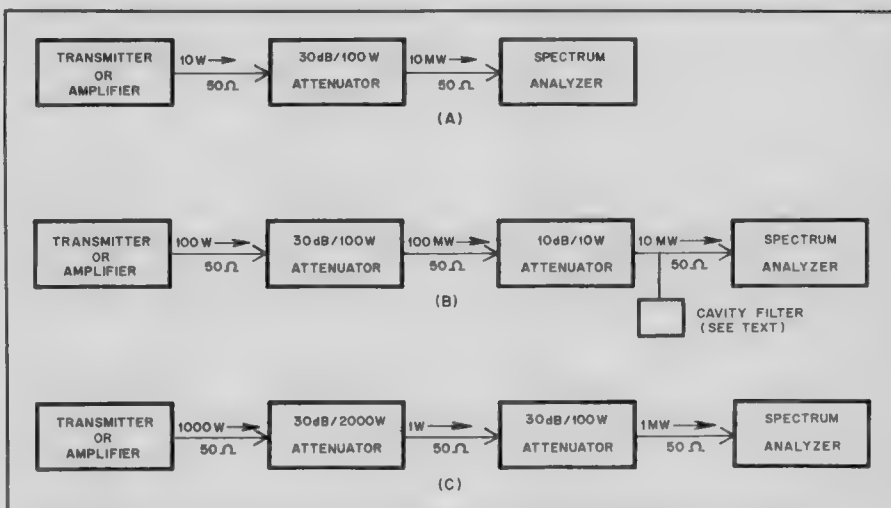 TRANSMITTER
OR
AMPLIFIER
10W
50Ω
30dB/100W
ATTENUATOR
10MW
50Ω
SPECTRUM
ANALYZER
(A)
TRANSMITTER
OR
AMPLIFIER
100W
50Ω
30dB/100W
ATTENUATOR
100MW
50Ω
10dB/10W
ATTENUATOR
10MW
50Ω
SPECTRUM
ANALYZER
CAVITY FILTER
(SEE TEXT)
(B)
TRANSMITTER
OR
AMPLIFIER
1000W
50Ω
30dB/2000W
ATTENUATOR
1W
50Ω
30dB/100W
ATTENUATOR
1MW
50Ω
SPECTRUM
ANALYZER
(C)